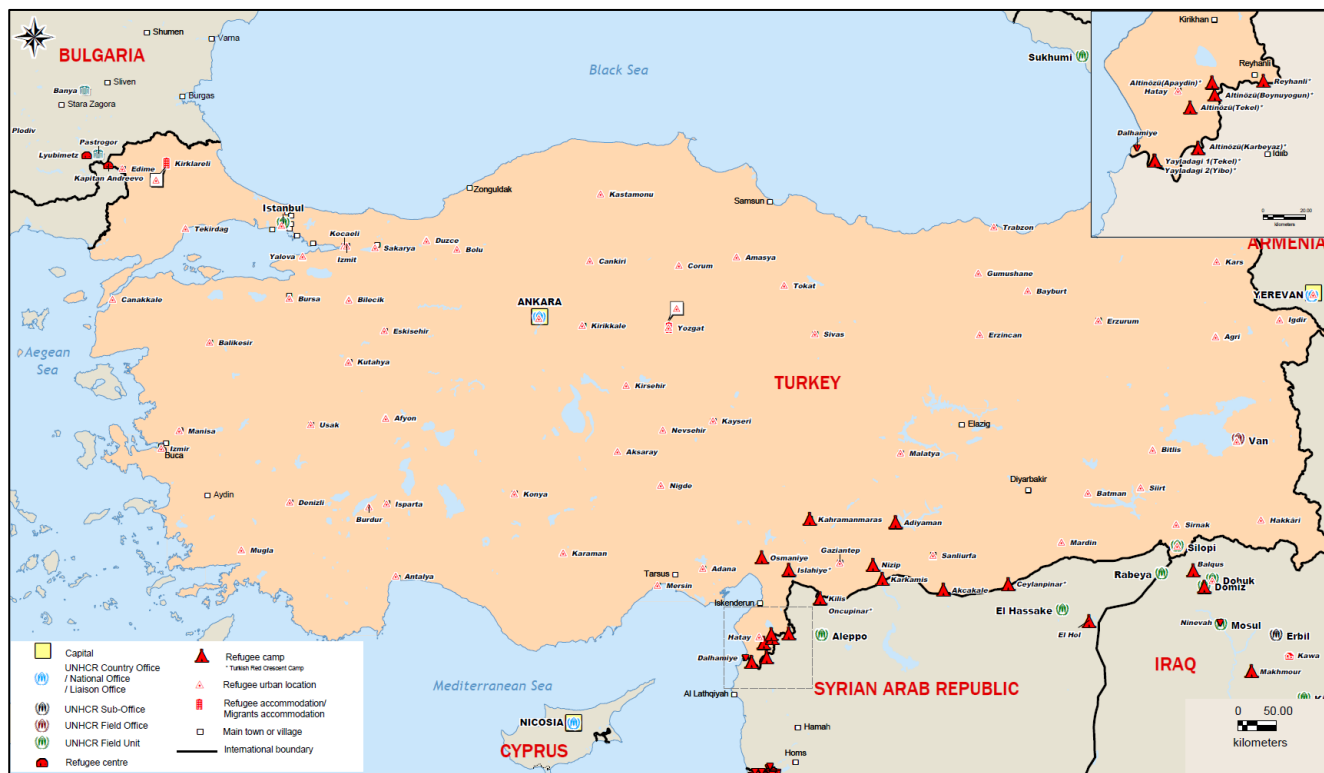 Shumen
Varna
BULGARIA
Sliven
Banya
Stara Zagora
Burgas
Plodiv
Pastrogor
Lyubimetz
Kapitan Andreevo
Edime
Kirklareli
Black Sea
Sukhumi
Kirikhan
Reyhanli
Altinözü(Apaydin)*
Hatay
Reyhanli*
Altinözü(Boynuyogun)*
Altinözü(Tekel)*
Dalhamiye
Altinözü(Karbeyaz)*
Idlib
Yayladagi 1(Tekel)*
Yayladagi 2(Yibo)*
0 20.00
kilometers
Zonguldak
Kastamonu
Samsun
Istanbul
Tekirdag
Kocaeli
Izmit
Sakarya
Duzce
Bolu
Yalova
Cankiri
Corum
Amasya
Trabzon
ARMENIA
Kars
Gumushane
Tokat
Bayburt
YEREVAN
Canakkale
Bursa
Bilecik
ANKARA
Igdir
Eskisehir
Kirikkale
Yozgat
Sivas
Erzincan
Erzurum
Agri
Balikesir
Aegean
Sea
Kutahya
TURKEY
Kirsehir
Afyon
Usak
Kayseri
Elazig
Manisa
Nevsehir
Izmir
Buca
Aksaray
Malatya
Bitlis
Van
Nigde
Aydin
Denizli
Isparta
Burdur
Konya
Diyarbakir
Batman
Siirt
Kahramanmaras
Adiyaman
Sirnak
Hakkâri
Mugla
Karaman
Osmaniye
Gaziantep
Sanliurfa
Mardin
Silopi
Antalya
Tarsus
Adana
Islahiye*
Nizip
Mersin
Karkamis
Akcakale
Ceylanpinar*
Rabeya
Balqus
Dohuk
Domiz
Iskenderun
Kilis
Oncupinar*
El Hassake
Hatay
Aleppo
El Hol
Ninevah
Mosul
Erbil
Dalhamiye
Kawa
Mediterranean Sea
Al Lathqiyah
SYRIAN ARAB REPUBLIC
IRAQ
Makhmour
NICOSIA
CYPRUS
Hamah
Homs
0 50.00
kilometers
Capital
UNHCR Country Office
/ National Office
/ Liaison Office
UNHCR Sub-Office
UNHCR Field Office
UNHCR Field Unit
Refugee centre
Refugee camp
* Turkish Red Crescent Camp
Refugee urban location
Refugee accommodation/
Migrants accommodation
Main town or village
International boundary